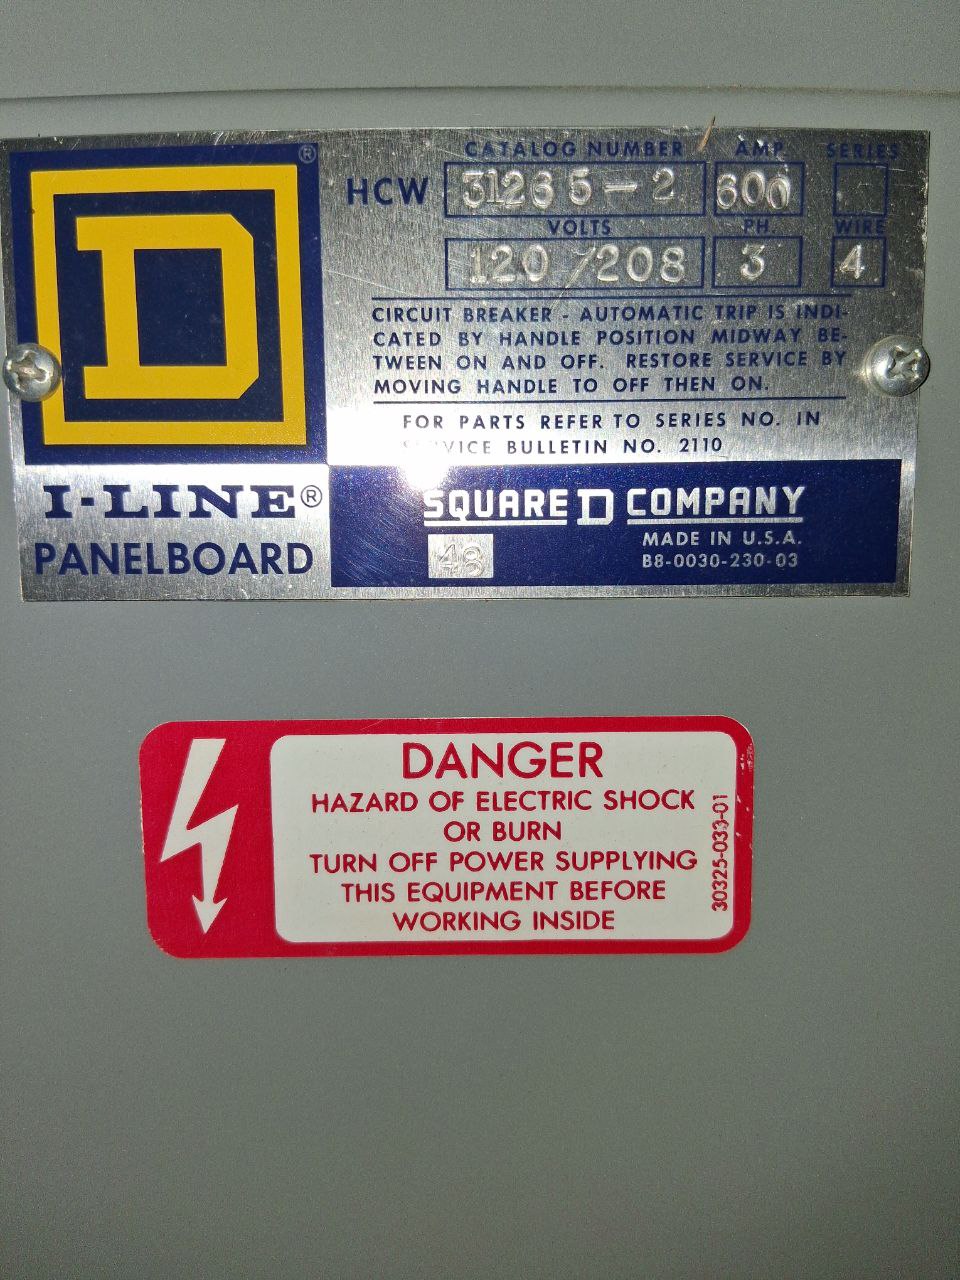 CATALOG NUMBER AMP. SERIES
HCW 31235-2 600
VOLTS PH. WIRE
120/208 3 4
CIRCUIT BREAKER - AUTOMATIC TRIP IS INDI-
CATED BY HANDLE POSITION MIDWAY BE-
TWEEN ON AND OFF. RESTORE SERVICE BY
MOVING HANDLE TO OFF THEN ON.
FOR PARTS REFER TO SERIES NO. IN
SERVICE BULLETIN NO. 2110
D ®
I-LINE®
PANELBOARD
SQUARE D COMPANY
48
MADE IN U.S.A.
B8-0030-230-03
DANGER
HAZARD OF ELECTRIC SHOCK
OR BURN
TURN OFF POWER SUPPLYING
THIS EQUIPMENT BEFORE
WORKING INSIDE
30325-033-01